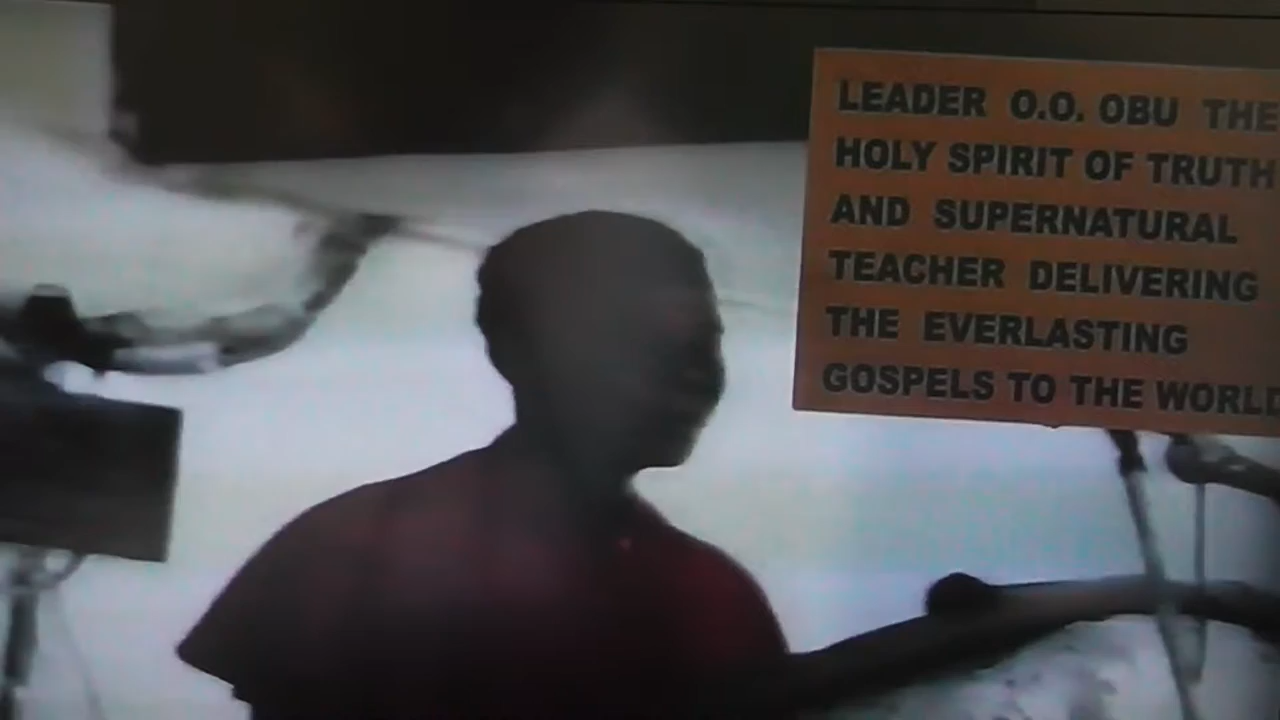 LEADER O.O. OBU THE
HOLY SPIRIT OF TRUTH
AND SUPERNATURAL
TEACHER DELIVERING
THE EVERLASTING
GOSPELS TO THE WORLD